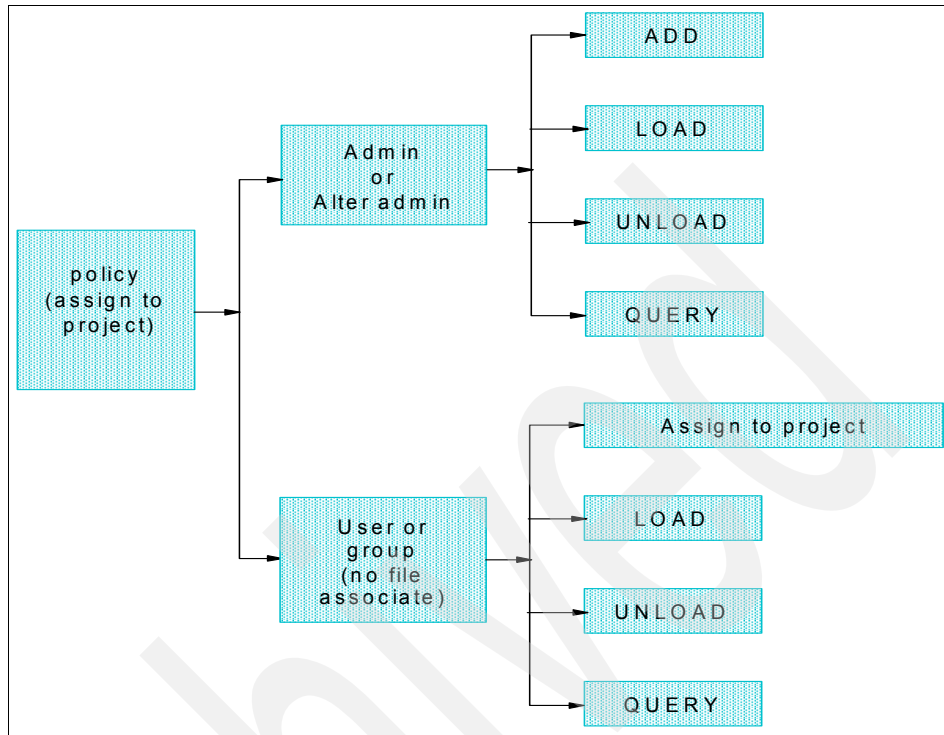 ADD
LOAD
Admin
or
Alter admin
UNLOAD
policy
(assign to
project)
QUERY
Assign to project
User or
group
(no file
associate)
LOAD
UNLOAD
QUERY